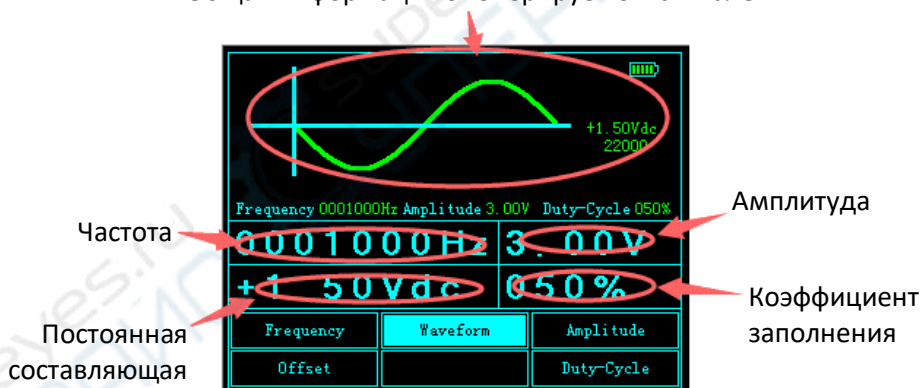 +1.50Vdc
22000
Frequency 0001000Hz Amplitude 3.00V Duty-Cycle 050%
Амплитуда
Частота
0001000Hz 3.00V
+1.50Vdc 050%
Коэффициент
заполнения
Постоянная
составляющая
Frequency Waveform Amplitude
Offset Duty-Cycle